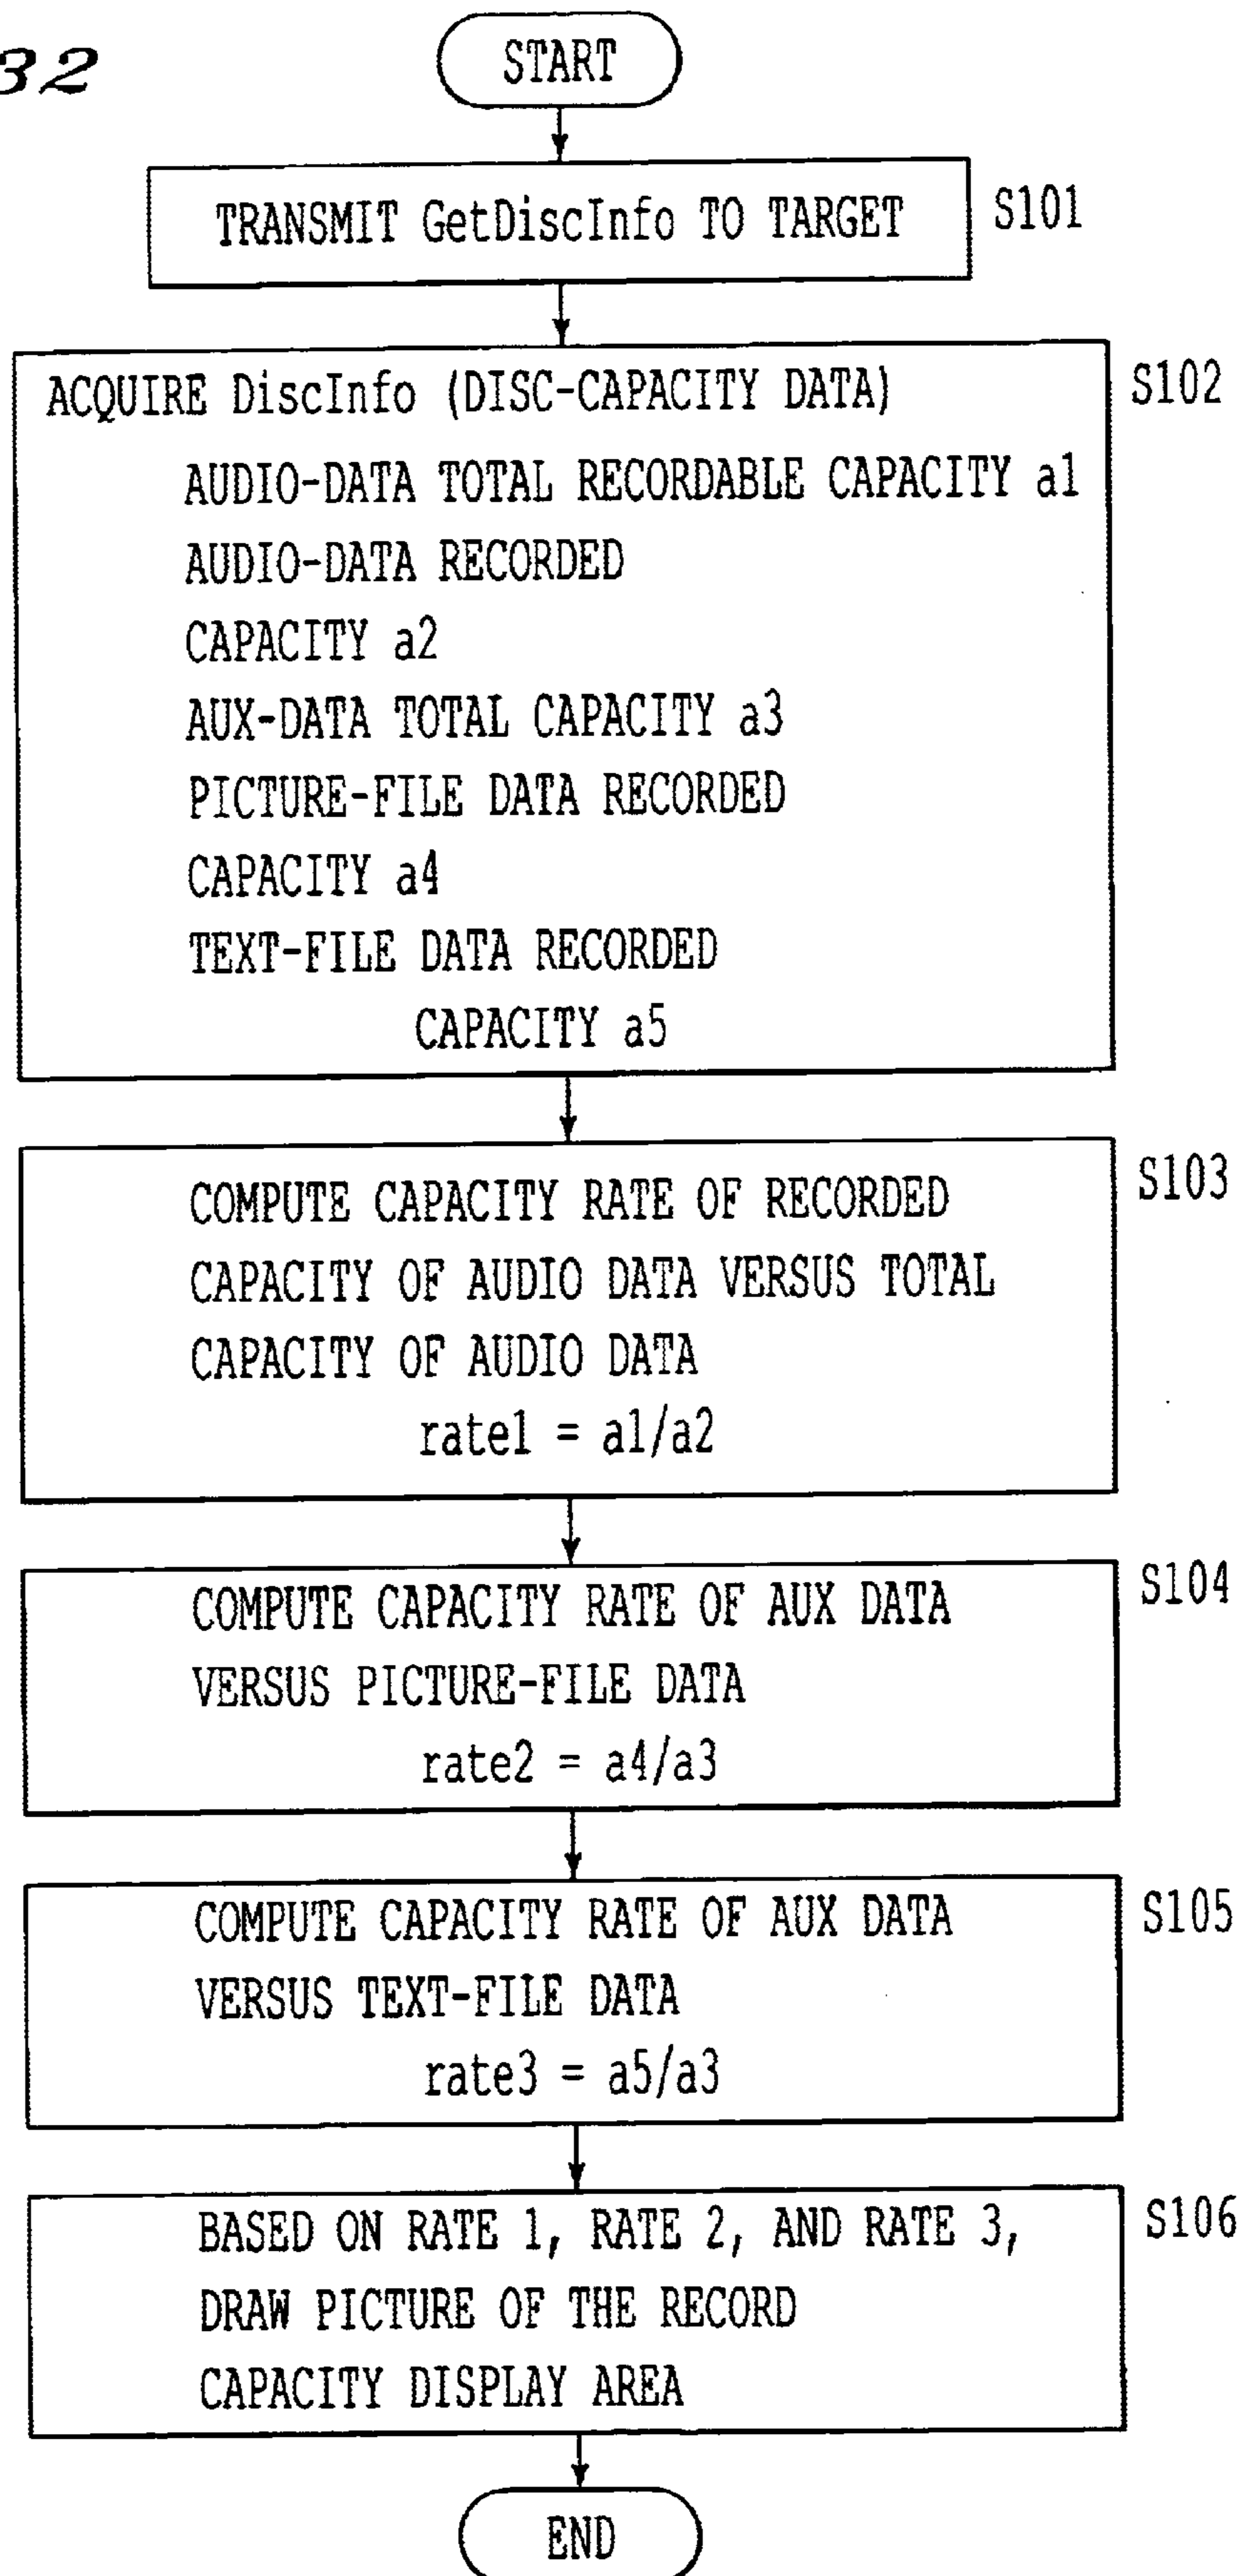 32
START
TRANSMIT GetDiscInfo TO TARGET
S101
ACQUIRE DiscInfo (DISC-CAPACITY DATA)
S102
AUDIO-DATA TOTAL RECORDABLE CAPACITY a1
AUDIO-DATA RECORDED
CAPACITY a2
AUX-DATA TOTAL CAPACITY a3
PICTURE-FILE DATA RECORDED
CAPACITY a4
TEXT-FILE DATA RECORDED
CAPACITY a5
S103
COMPUTE CAPACITY RATE OF RECORDED
CAPACITY OF AUDIO DATA VERSUS TOTAL
CAPACITY OF AUDIO DATA
rate1 = a1/a2
S104
COMPUTE CAPACITY RATE OF AUX DATA
VERSUS PICTURE-FILE DATA
rate2 = a4/a3
S105
COMPUTE CAPACITY RATE OF AUX DATA
VERSUS TEXT-FILE DATA
rate3 = a5/a3
S106
BASED ON RATE 1, RATE 2, AND RATE 3,
DRAW PICTURE OF THE RECORD
CAPACITY DISPLAY AREA
END